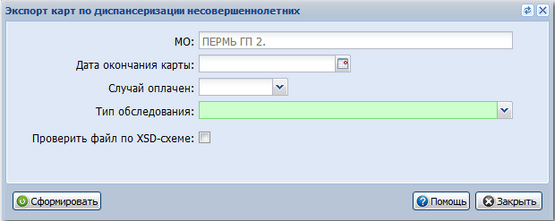 Экспорт карт по диспансеризации несовершеннолетних
МО: ПЕРМЬ ГП 2.
Дата окончания карты:
Случай оплачен:
Тип обследования:
Проверить файл по XSD-схеме:
Сформировать Помощь Закрыть